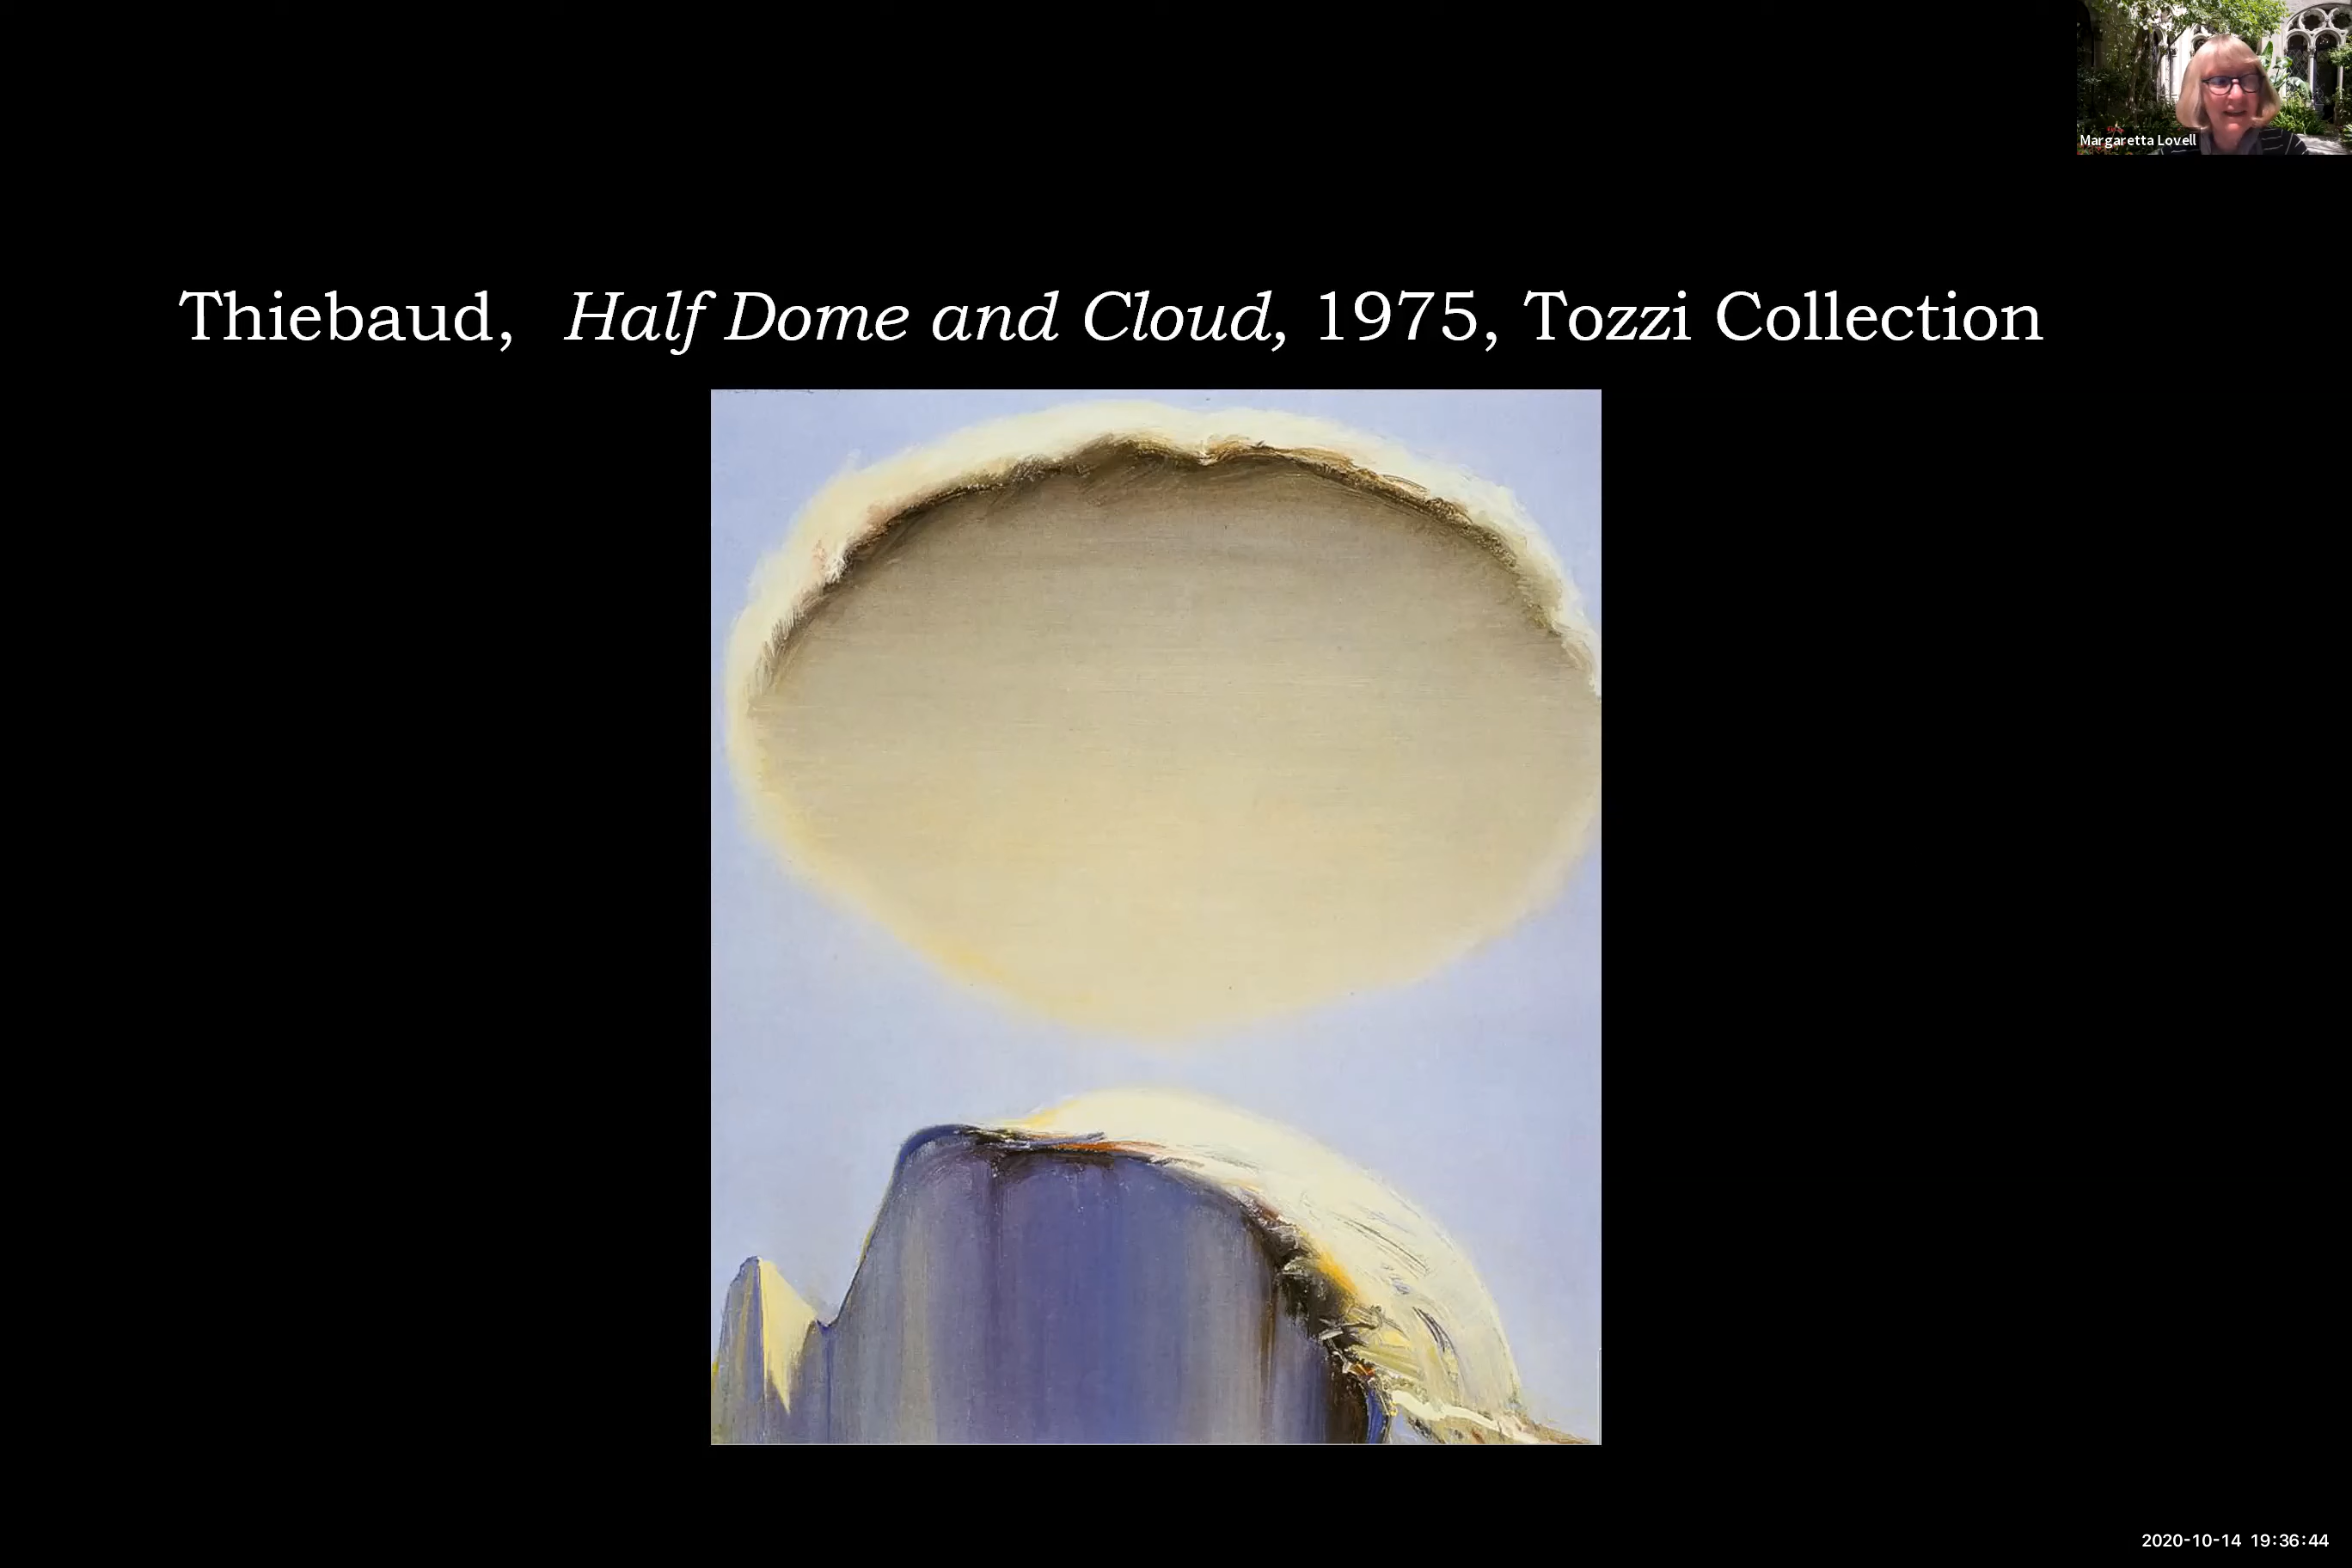 Margaretta Lovell
Thiebaud, Half Dome and Cloud, 1975, Tozzi Collection
2020-10-14 19:36:44